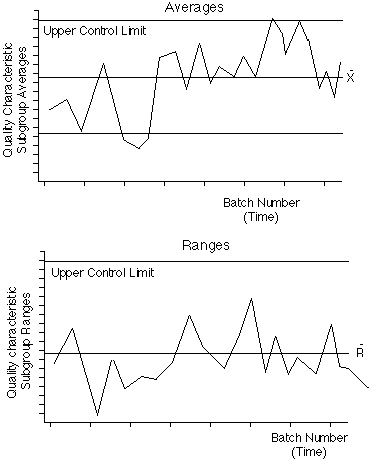 Averages
Upper Control Limit
Quality Characteristic
Subgroup Averages
X̄
Batch Number
(Time)
Ranges
Upper Control Limit
Quality characteristic
Subgroup Ranges
R̄
Batch Number
(Time)